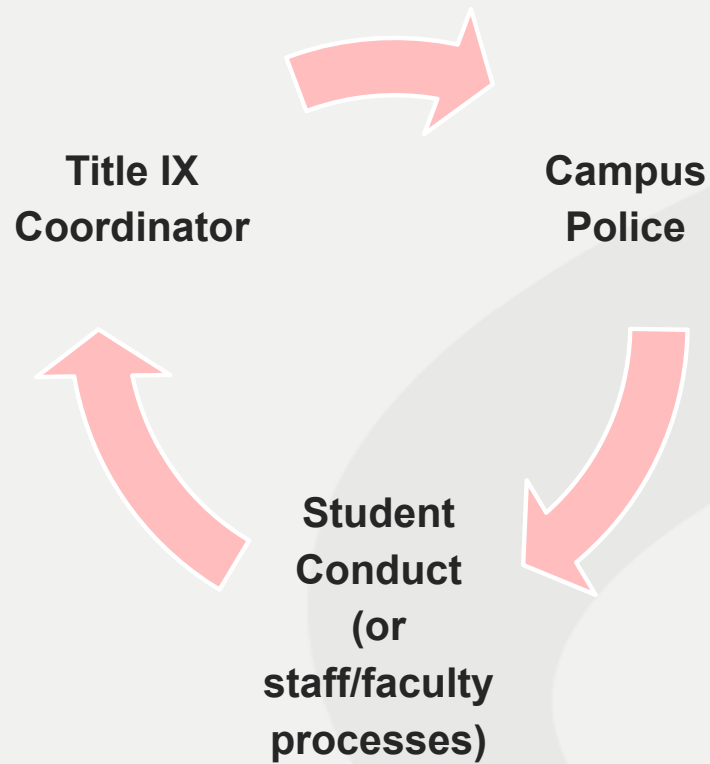 Title IX
Coordinator
Campus
Police
Student
Conduct
(or
staff/faculty
processes)